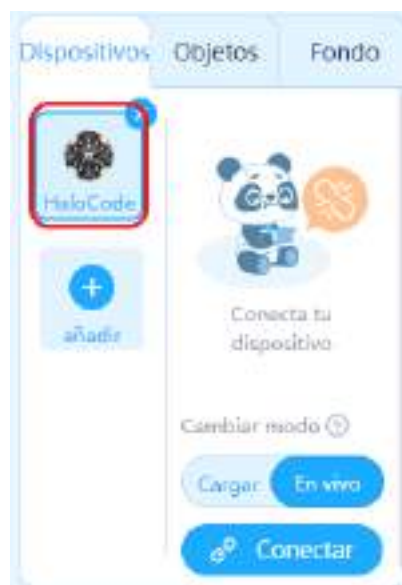 Dispositivos Objetos Fondo
HaloCode
añadir
Conecta tu
dispositivo
Cambiar modo ?
Cargar En vivo
Conectar